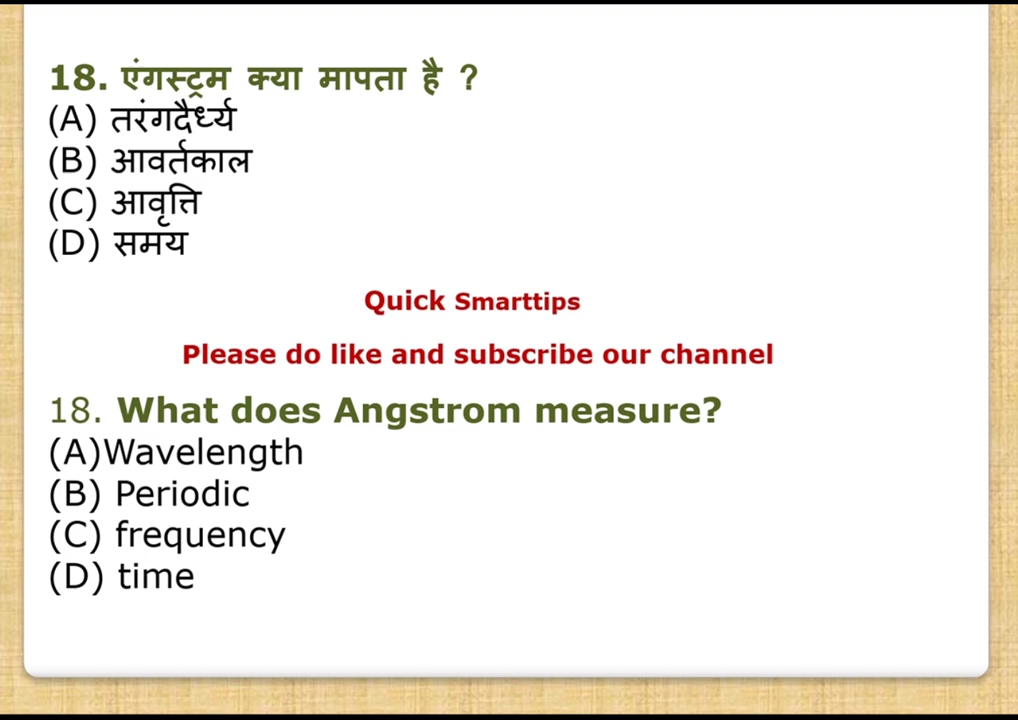 18. एंगस्ट्रम क्या मापता है ?
(A) तरंगदैर्ध्य
(B) आवर्तकाल
(C) आवृत्ति
(D) समय
Quick Smarttips
Please do like and subscribe our channel
18. What does Angstrom measure?
(A)Wavelength
(B) Periodic
(C) frequency
(D) time